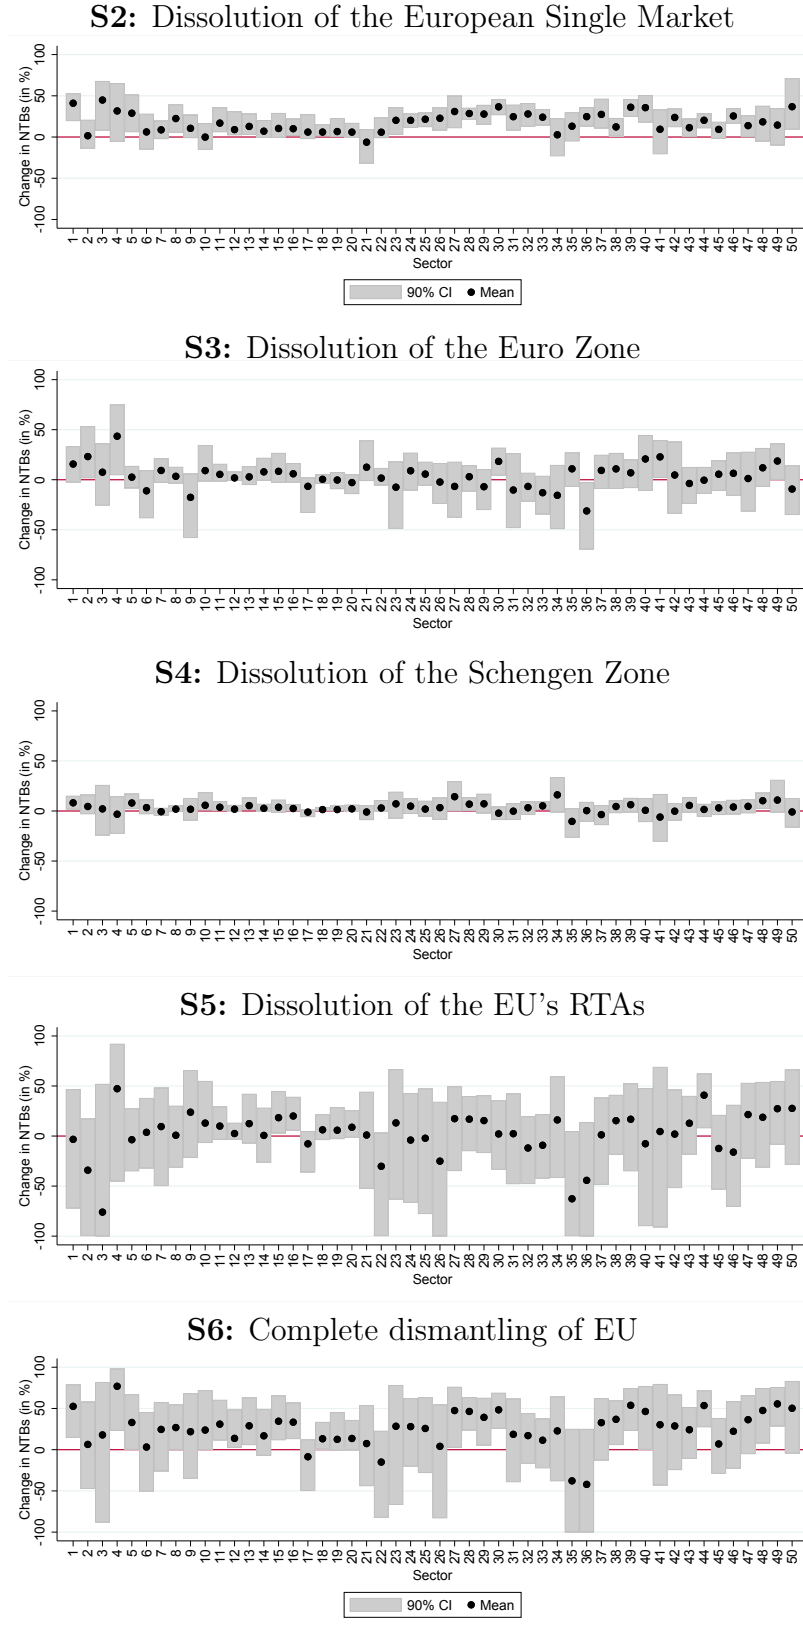 S2: Dissolution of the European Single Market
Change in NTBs (in %)
100
50
0
-50
-100
1 2 3 4 5 6 7 8 9 10 11 12 13 14 15 16 17 18 19 20 21 22 23 24 25 26 27 28 29 30 31 32 33 34 35 36 37 38 39 40 41 42 43 44 45 46 47 48 49 50
Sector
90% CI Mean
S3: Dissolution of the Euro Zone
Change in NTBs (in %)
100
50
0
-50
-100
1 2 3 4 5 6 7 8 9 10 11 12 13 14 15 16 17 18 19 20 21 22 23 24 25 26 27 28 29 30 31 32 33 34 35 36 37 38 39 40 41 42 43 44 45 46 47 48 49 50
Sector
S4: Dissolution of the Schengen Zone
Change in NTBs (in %)
100
50
0
-50
-100
1 2 3 4 5 6 7 8 9 10 11 12 13 14 15 16 17 18 19 20 21 22 23 24 25 26 27 28 29 30 31 32 33 34 35 36 37 38 39 40 41 42 43 44 45 46 47 48 49 50
Sector
S5: Dissolution of the EU's RTAs
Change in NTBs (in %)
100
50
0
-50
-100
1 2 3 4 5 6 7 8 9 10 11 12 13 14 15 16 17 18 19 20 21 22 23 24 25 26 27 28 29 30 31 32 33 34 35 36 37 38 39 40 41 42 43 44 45 46 47 48 49 50
Sector
S6: Complete dismantling of EU
Change in NTBs (in %)
100
50
0
-50
-100
1 2 3 4 5 6 7 8 9 10 11 12 13 14 15 16 17 18 19 20 21 22 23 24 25 26 27 28 29 30 31 32 33 34 35 36 37 38 39 40 41 42 43 44 45 46 47 48 49 50
Sector
90% CI Mean